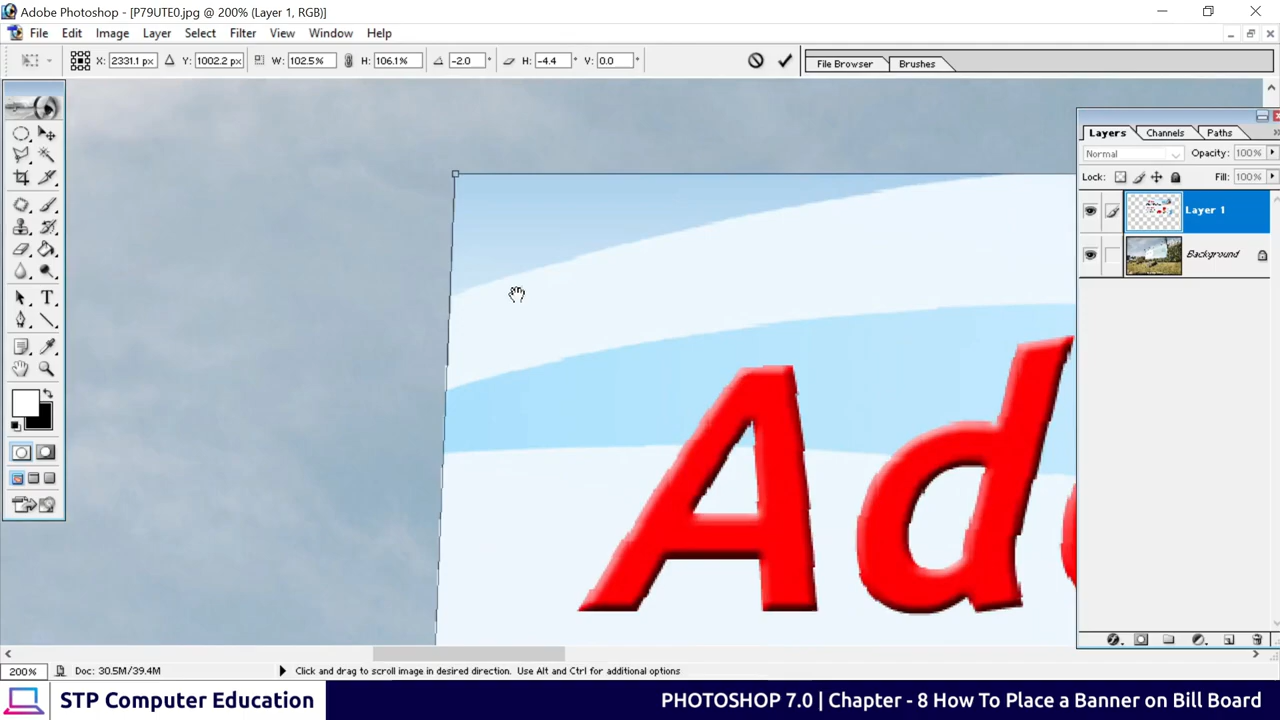 Adobe Photoshop - [P79UTE0.jpg @ 200% (Layer 1, RGB)]
File Edit Image Layer Select Filter View Window Help
X: 2331.1 px Y: 1002.2 px W: 102.5% H: 106.1% -2.0 ° H: -4.4 ° V: 0.0 °
File Browser Brushes
Layers Channels Paths
Normal Opacity: 100%
Lock: Fill: 100%
Layer 1
Background
Ad
200% Doc: 30.5M/39.4M Click and drag to scroll image in desired direction. Use Alt and Ctrl for additional options
STP Computer Education PHOTOSHOP 7.0 | Chapter - 8 How To Place a Banner on Bill Board